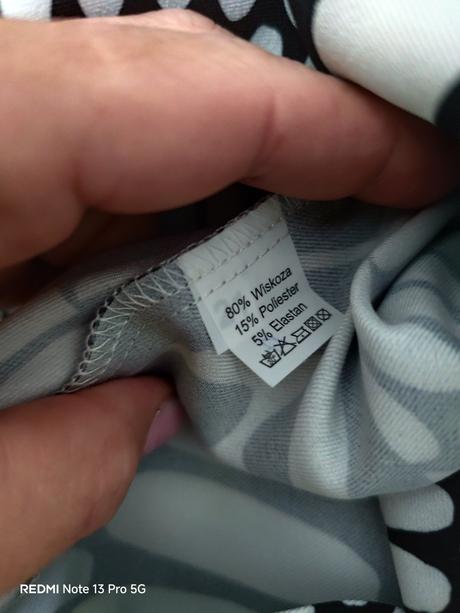 80% Wiskoza
15% Poliester
5% Elastan
REDMI Note 13 Pro 5G